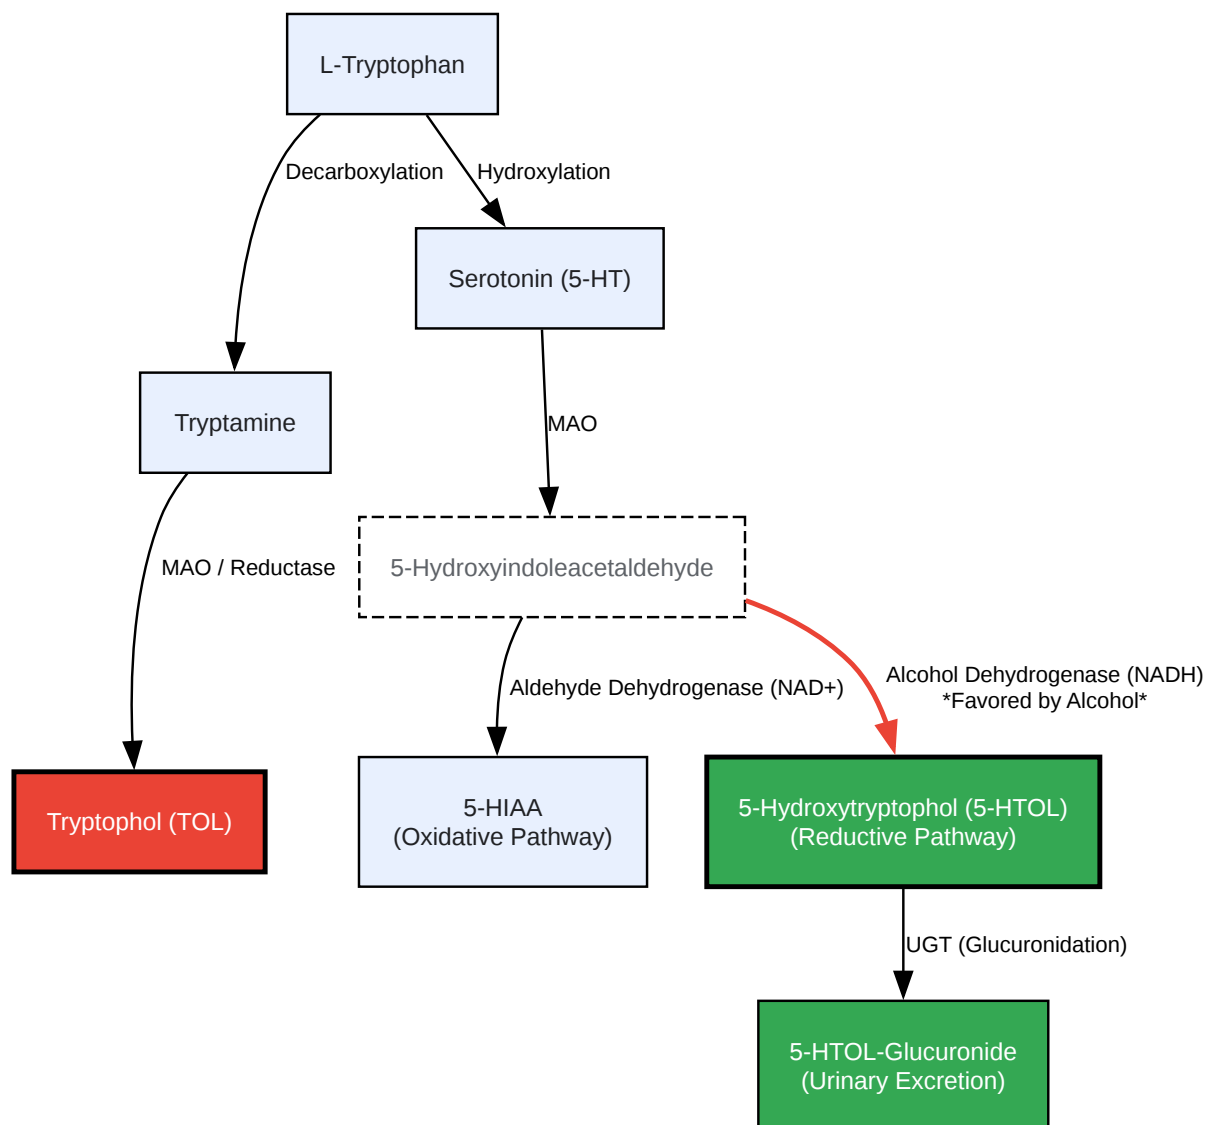 L-Tryptophan
Decarboxylation
Hydroxylation
Serotonin (5-HT)
Tryptamine
MAO
MAO / Reductase
5-Hydroxyindoleacetaldehyde
Aldehyde Dehydrogenase (NAD+)
Alcohol Dehydrogenase (NADH)
*Favored by Alcohol*
Tryptophol (TOL)
5-HIAA
(Oxidative Pathway)
5-Hydroxytryptophol (5-HTOL)
(Reductive Pathway)
UGT (Glucuronidation)
5-HTOL-Glucuronide
(Urinary Excretion)